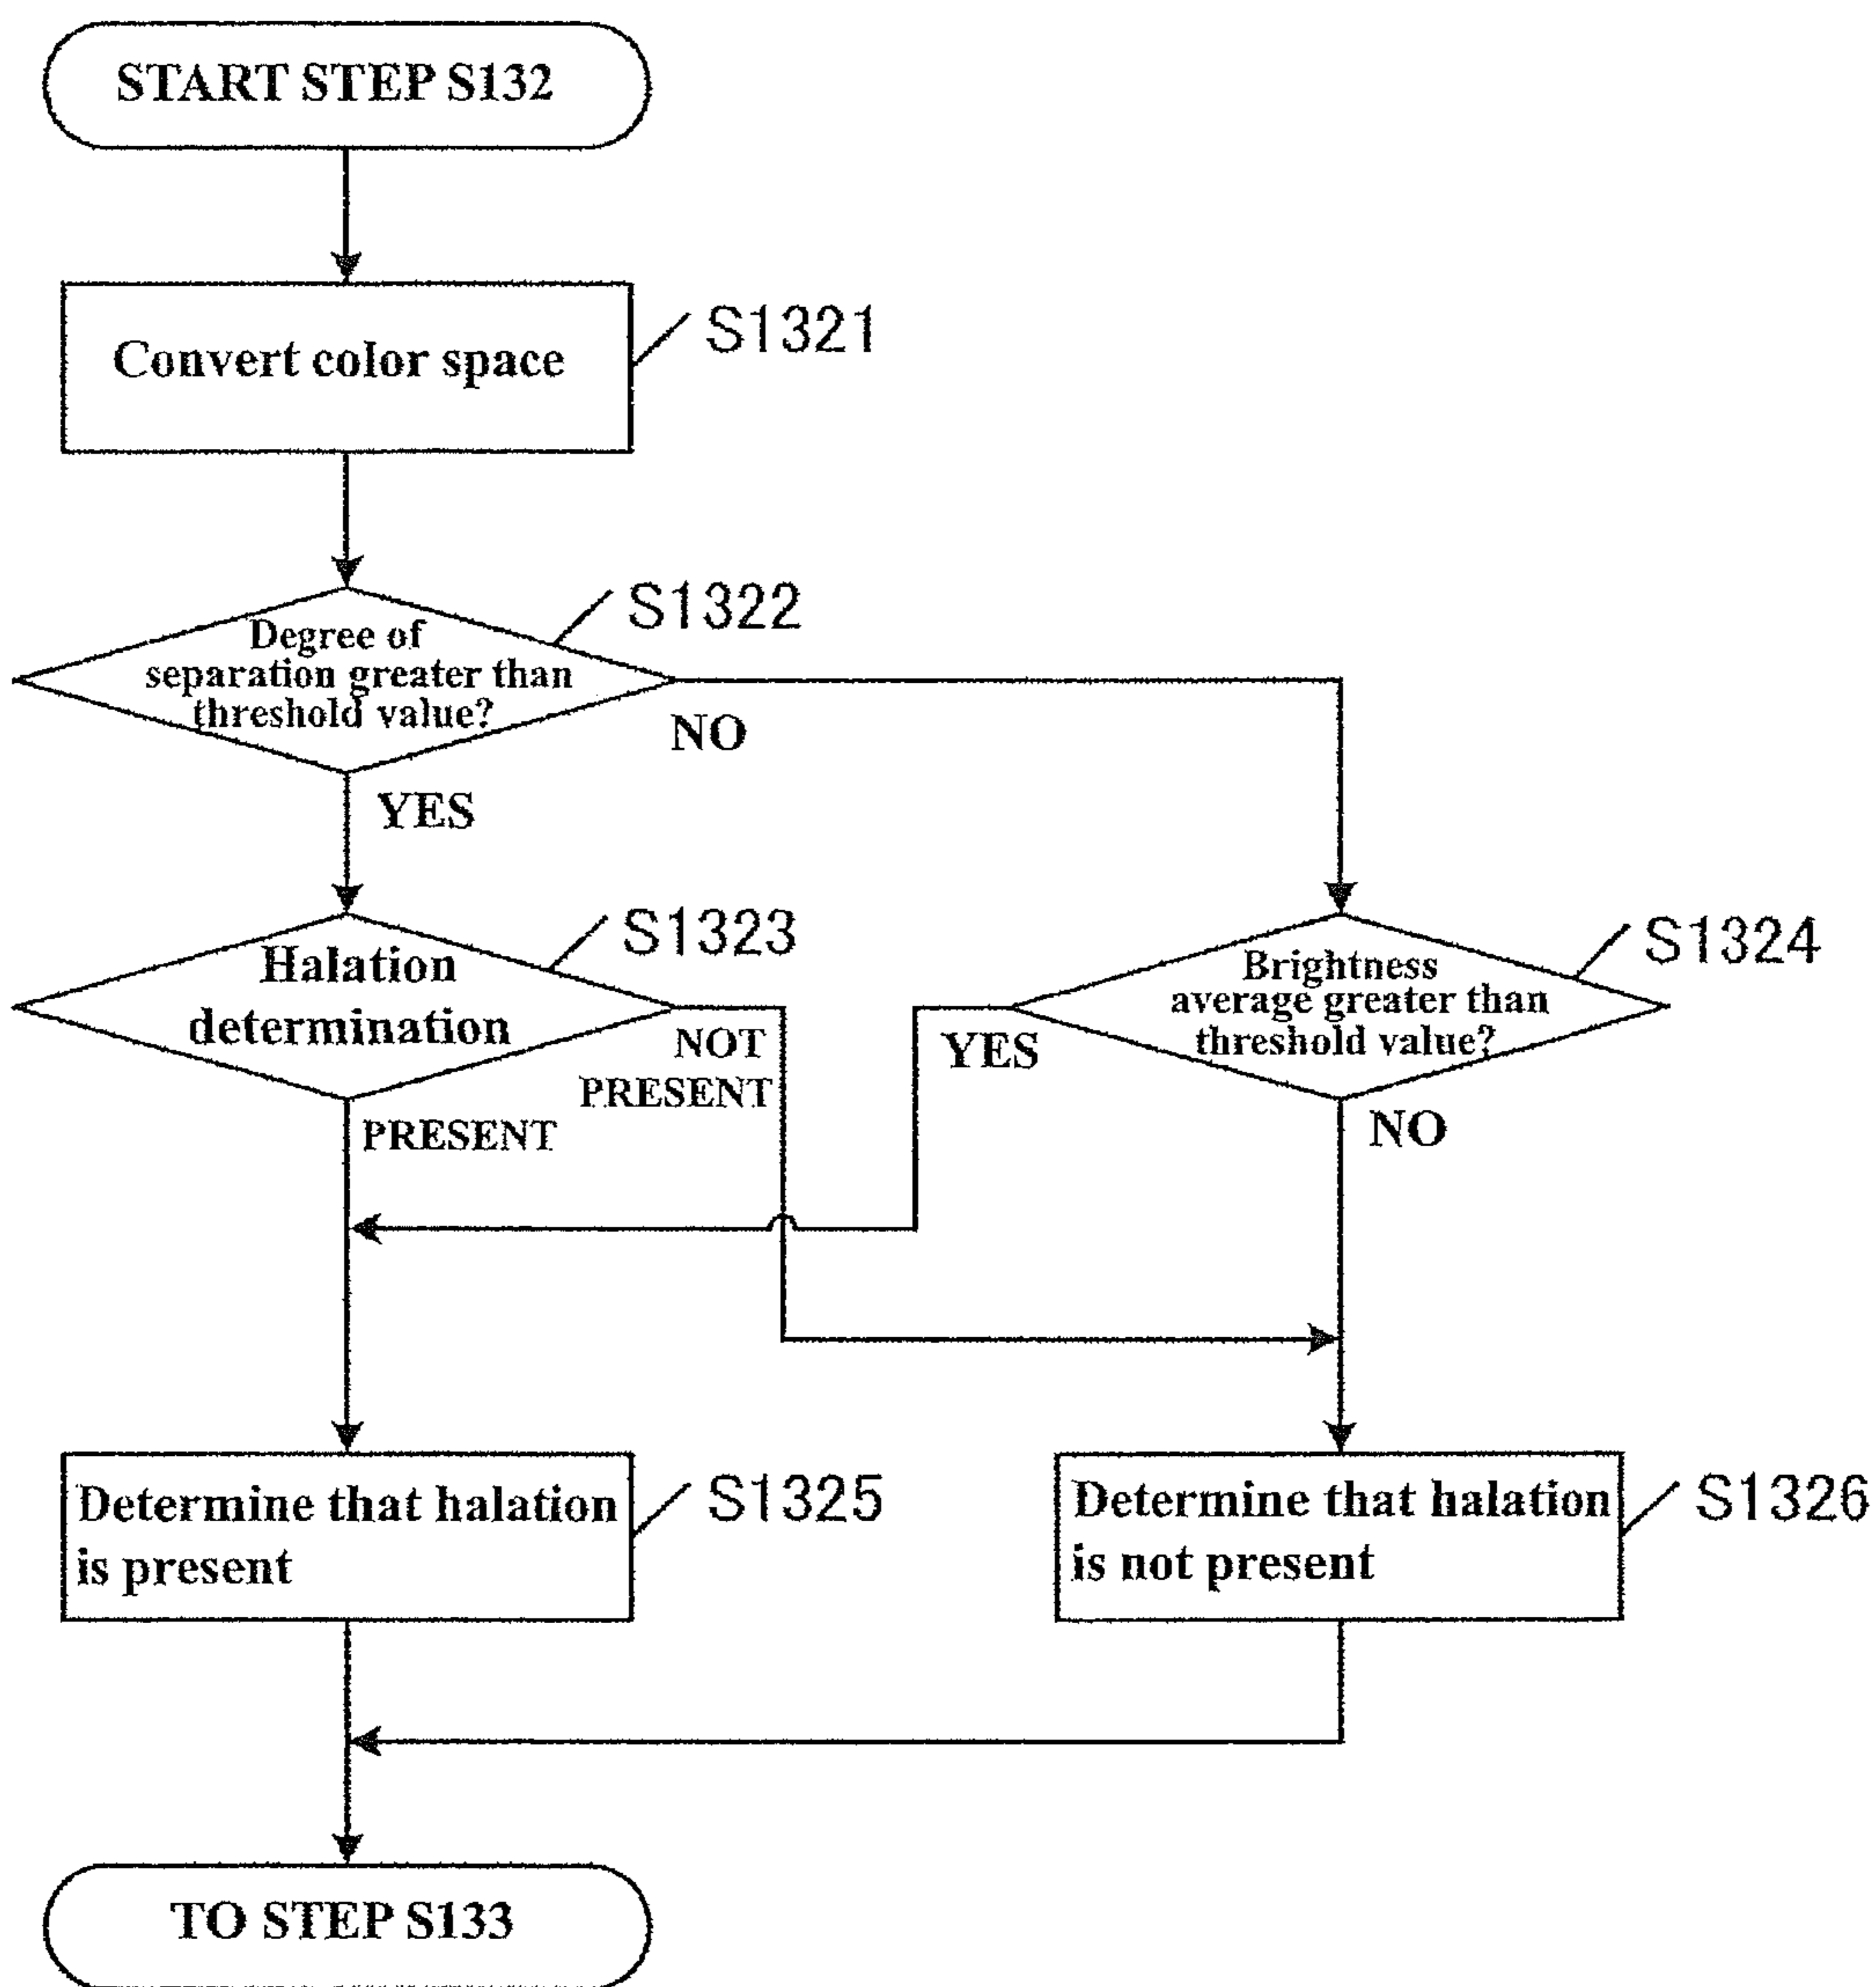 START STEP S132
Convert color space
S1321
S1322
Degree of
separation greater than
threshold value?
NO
YES
S1323
Halation
determination
NOT
PRESENT
PRESENT
S1324
Brightness
average greater than
threshold value?
YES
NO
Determine that halation
is present
S1325
Determine that halation
is not present
S1326
TO STEP S133